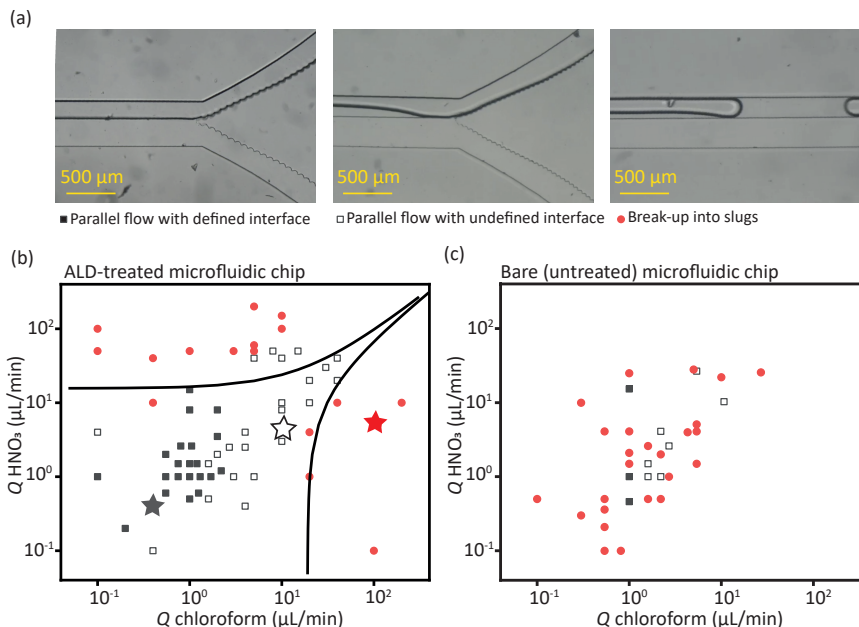 (a)
500 μm
500 μm
500 μm
Parallel flow with defined interface
Parallel flow with undefined interface
Break-up into slugs
(b)
ALD-treated microfluidic chip
(c)
Bare (untreated) microfluidic chip
Q HNO₃ (μL/min)
10²
10¹
10⁰
10⁻¹
10⁻¹ 10⁰ 10¹ 10²
Q chloroform (μL/min)
Q HNO₃ (μL/min)
10²
10¹
10⁰
10⁻¹
10⁻¹ 10⁰ 10¹ 10²
Q chloroform (μL/min)